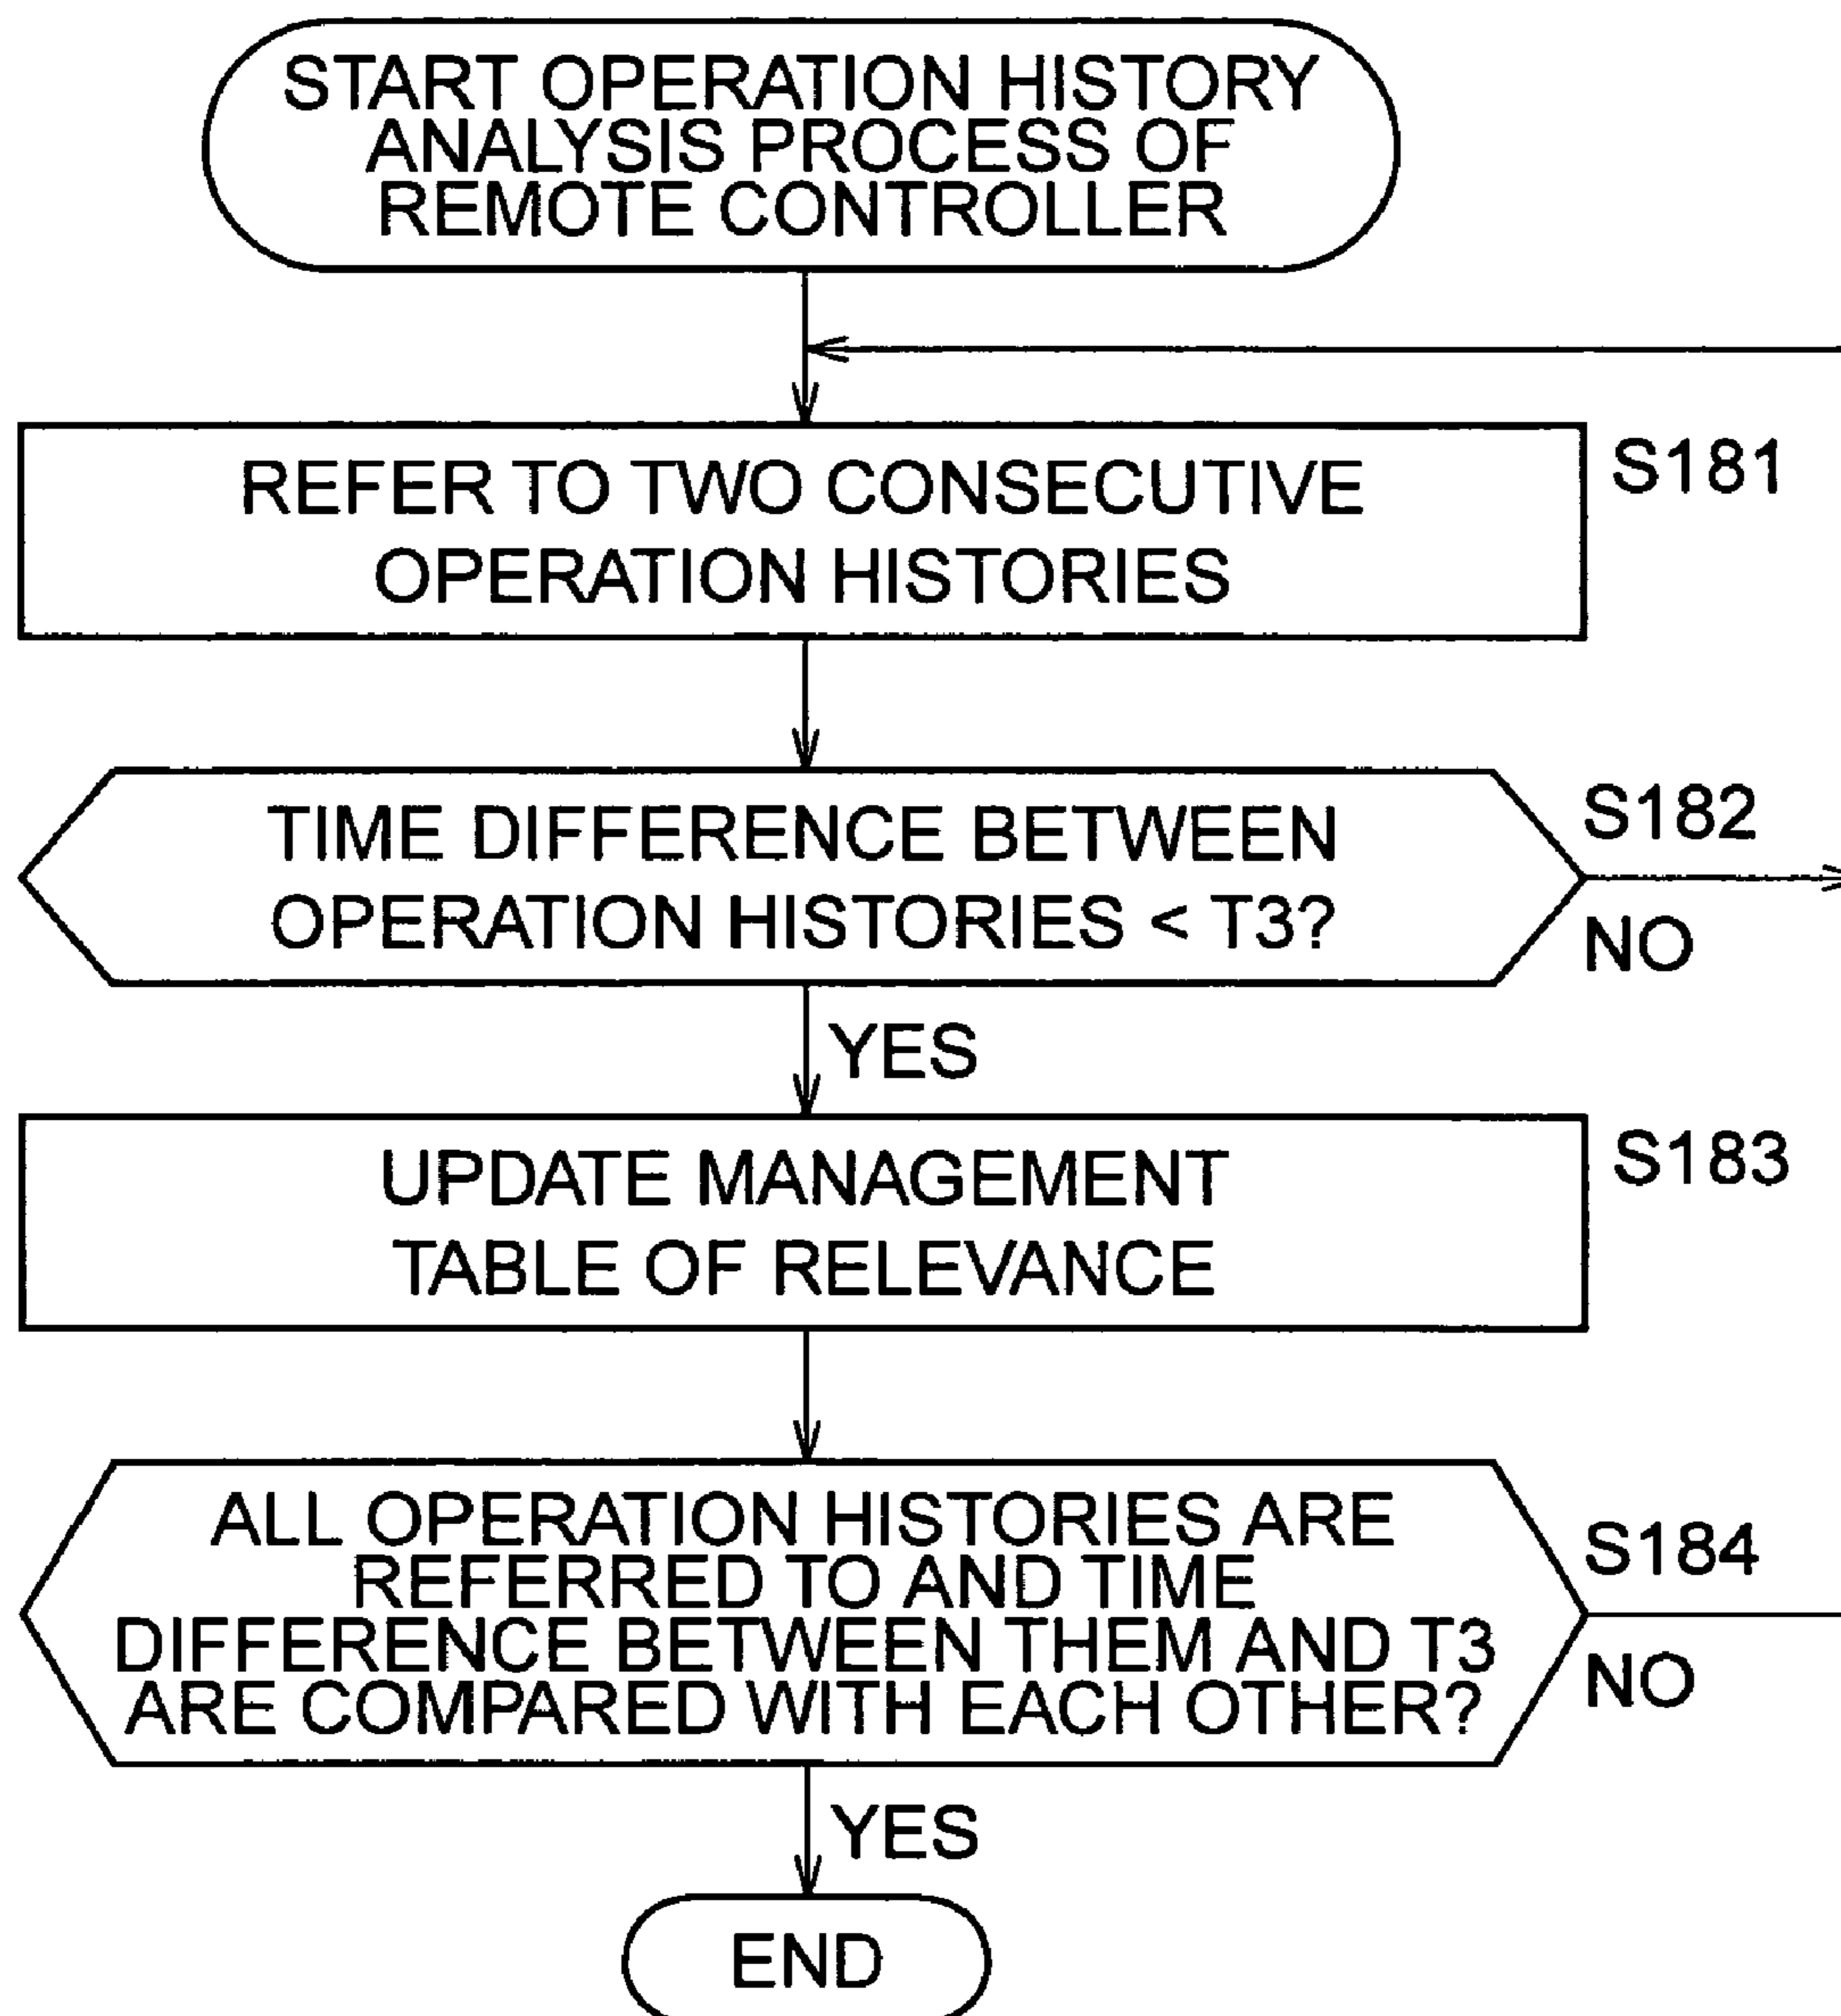 START OPERATION HISTORY
ANALYSIS PROCESS OF
REMOTE CONTROLLER
REFER TO TWO CONSECUTIVE
OPERATION HISTORIES
S181
TIME DIFFERENCE BETWEEN
OPERATION HISTORIES < T3?
S182
NO
YES
UPDATE MANAGEMENT
TABLE OF RELEVANCE
S183
ALL OPERATION HISTORIES ARE
REFERRED TO AND TIME
DIFFERENCE BETWEEN THEM AND T3
ARE COMPARED WITH EACH OTHER?
S184
NO
YES
END